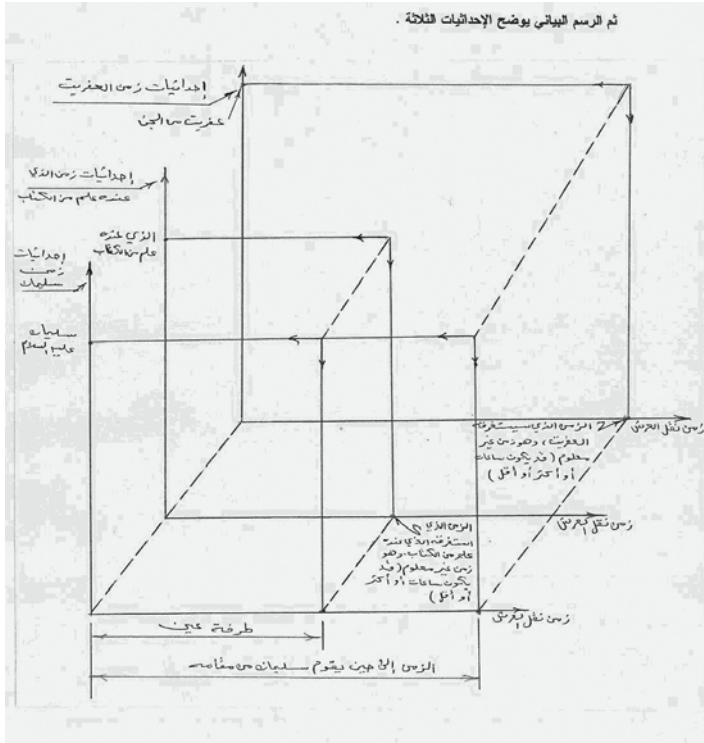 ثم الرسم البياني يوضح الإحداثيات الثلاثة .
إحداثيات زمن العفريت
عفريت من الجن
إحداثيات زمن الذي
عنده علم من الكتاب
الذي عنده
علم من الكتاب
إحداثيات
زمن
سليمان
سليمان
عليه السلام
زمن نقل العرش
الزمن الذي سيستغرقه
العفريت ، وهو زمن غير
معلوم ( قد يكون ساعات
أو أكثر أو أقل )
زمن نقل العرش
الزمن الذي
استغرقه الذي عنده
علم من الكتاب ، وهو
زمن غير معلوم ( قد
يكون ساعات أو أكثر
أو أقل )
زمن نقل العرش
طرفة عين
الزمن إلى حين يقوم سليمان من مقامه